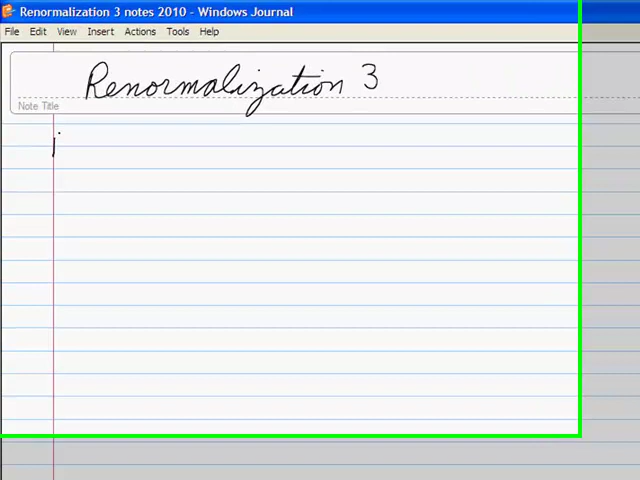 Renormalization 3 notes 2010 - Windows Journal
File Edit View Insert Actions Tools Help
Renormalization 3
Note Title